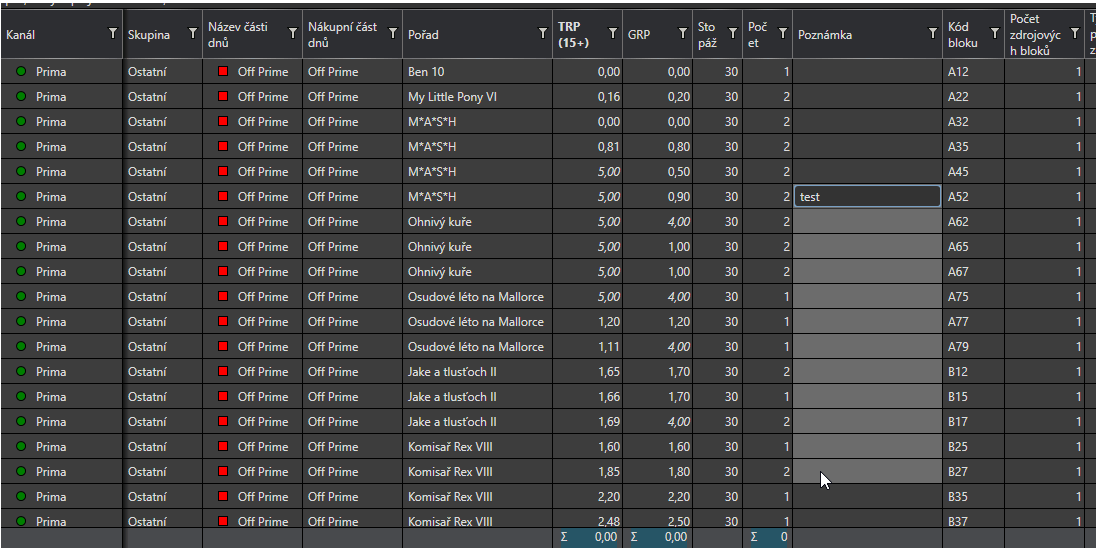 Kanál Skupina Název části dnů Nákupní část dnů Pořad TRP (15+) GRP Sto páž Poč et Poznámka Kód bloku Počet zdrojovýc h bloků
Prima Ostatní Off Prime Off Prime Ben 10 0,00 0,00 30 1 A12 1
Prima Ostatní Off Prime Off Prime My Little Pony VI 0,16 0,20 30 2 A22 1
Prima Ostatní Off Prime Off Prime M*A*S*H 0,00 0,00 30 2 A32 1
Prima Ostatní Off Prime Off Prime M*A*S*H 0,81 0,80 30 2 A35 1
Prima Ostatní Off Prime Off Prime M*A*S*H 5,00 0,50 30 2 A45 1
Prima Ostatní Off Prime Off Prime M*A*S*H 5,00 0,90 30 2 test A52 1
Prima Ostatní Off Prime Off Prime Ohnivý kuře 5,00 4,00 30 2 A62 1
Prima Ostatní Off Prime Off Prime Ohnivý kuře 5,00 1,00 30 2 A65 1
Prima Ostatní Off Prime Off Prime Ohnivý kuře 5,00 1,00 30 2 A67 1
Prima Ostatní Off Prime Off Prime Osudové léto na Mallorce 5,00 4,00 30 1 A75 1
Prima Ostatní Off Prime Off Prime Osudové léto na Mallorce 1,20 1,20 30 1 A77 1
Prima Ostatní Off Prime Off Prime Osudové léto na Mallorce 1,11 4,00 30 1 A79 1
Prima Ostatní Off Prime Off Prime Jake a tlusťoch II 1,65 1,70 30 2 B12 1
Prima Ostatní Off Prime Off Prime Jake a tlusťoch II 1,66 1,70 30 1 B15 1
Prima Ostatní Off Prime Off Prime Jake a tlusťoch II 1,69 4,00 30 2 B17 1
Prima Ostatní Off Prime Off Prime Komisař Rex VIII 1,60 1,60 30 1 B25 1
Prima Ostatní Off Prime Off Prime Komisař Rex VIII 1,85 1,80 30 2 B27 1
Prima Ostatní Off Prime Off Prime Komisař Rex VIII 2,20 2,20 30 1 B35 1
Prima Ostatní Off Prime Off Prime Komisař Rex VIII 2,48 2,50 30 1 B37 1
Σ 0,00 Σ 0,00 Σ 0